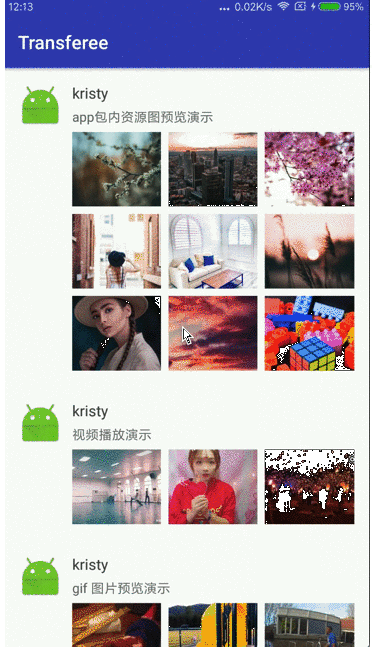 12:13
... 0.02K/s 95%
Transferee
kristy
app包内资源图预览演示
kristy
视频播放演示
kristy
gif 图片预览演示